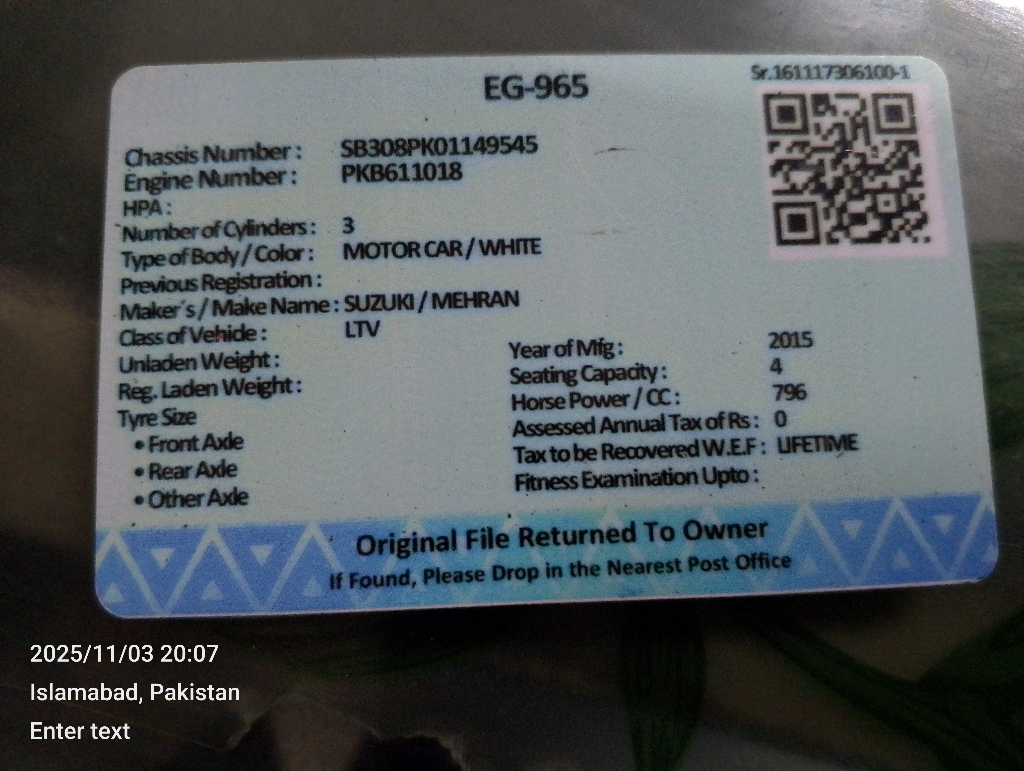 EG-965
Sr.161117306100-1
Chassis Number : SB308PK01149545
Engine Number : PKB611018
HPA :
Number of Cylinders : 3
Type of Body / Color : MOTOR CAR / WHITE
Previous Registration :
Maker's / Make Name : SUZUKI / MEHRAN
Class of Vehicle : LTV
Unladen Weight :
Reg. Laden Weight :
Tyre Size
• Front Axle
• Rear Axle
• Other Axle
Year of Mfg : 2015
Seating Capacity : 4
Horse Power / CC : 796
Assessed Annual Tax of Rs : 0
Tax to be Recovered W.E.F : LIFETIME
Fitness Examination Upto :
Original File Returned To Owner
If Found, Please Drop in the Nearest Post Office
2025/11/03 20:07
Islamabad, Pakistan
Enter text